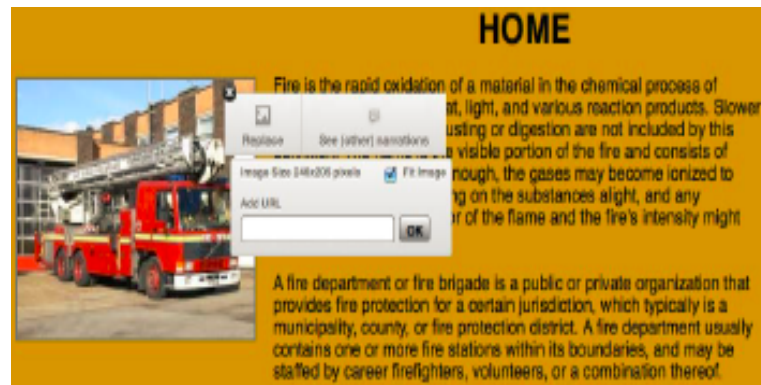 HOME
Fire is the rapid oxidation of a material in the chemical process of
at, light, and various reaction products. Slower
usting or digestion are not included by this
e visible portion of the fire and consists of
nough, the gases may become ionized to
ng on the substances alight, and any
or of the flame and the fire's intensity might
Replace
See (other) narrations
Image Size 246x206 pixels
Fit Image
Add URL
OK
A fire department or fire brigade is a public or private organization that
provides fire protection for a certain jurisdiction, which typically is a
municipality, county, or fire protection district. A fire department usually
contains one or more fire stations within its boundaries, and may be
staffed by career firefighters, volunteers, or a combination thereof.